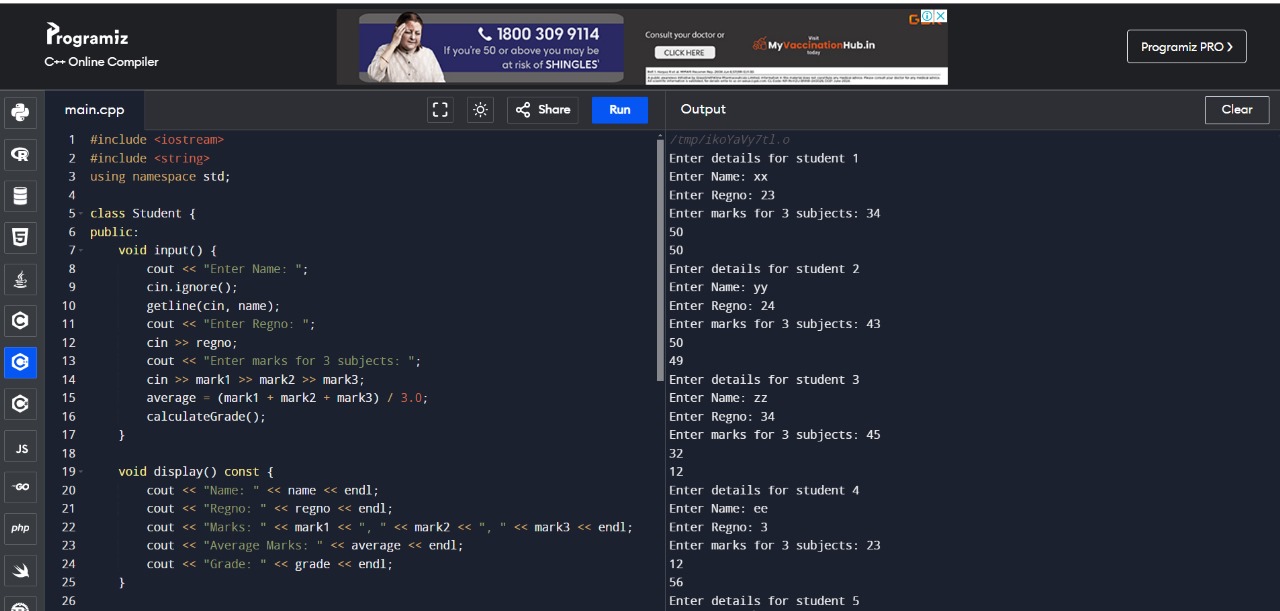 Programiz
C++ Online Compiler
1800 309 9114
If you're 50 or above you may be
at risk of SHINGLES*
Consult your doctor or
CLICK HERE
Visit
MyVaccinationHub.in
today
Programiz PRO >
main.cpp
Share
Run
Output
Clear
1 #include <iostream>
2 #include <string>
3 using namespace std;
4
5 class Student {
6 public:
7 void input() {
8 cout << "Enter Name: ";
9 cin.ignore();
10 getline(cin, name);
11 cout << "Enter Regno: ";
12 cin >> regno;
13 cout << "Enter marks for 3 subjects: ";
14 cin >> mark1 >> mark2 >> mark3;
15 average = (mark1 + mark2 + mark3) / 3.0;
16 calculateGrade();
17 }
18
19 void display() const {
20 cout << "Name: " << name << endl;
21 cout << "Regno: " << regno << endl;
22 cout << "Marks: " << mark1 << ", " << mark2 << ", " << mark3 << endl;
23 cout << "Average Marks: " << average << endl;
24 cout << "Grade: " << grade << endl;
25 }
26
/tmp/ikoYaVy7tl.o
Enter details for student 1
Enter Name: xx
Enter Regno: 23
Enter marks for 3 subjects: 34
50
50
Enter details for student 2
Enter Name: yy
Enter Regno: 24
Enter marks for 3 subjects: 43
50
49
Enter details for student 3
Enter Name: zz
Enter Regno: 34
Enter marks for 3 subjects: 45
32
12
Enter details for student 4
Enter Name: ee
Enter Regno: 3
Enter marks for 3 subjects: 23
12
56
Enter details for student 5
JS
GO
php